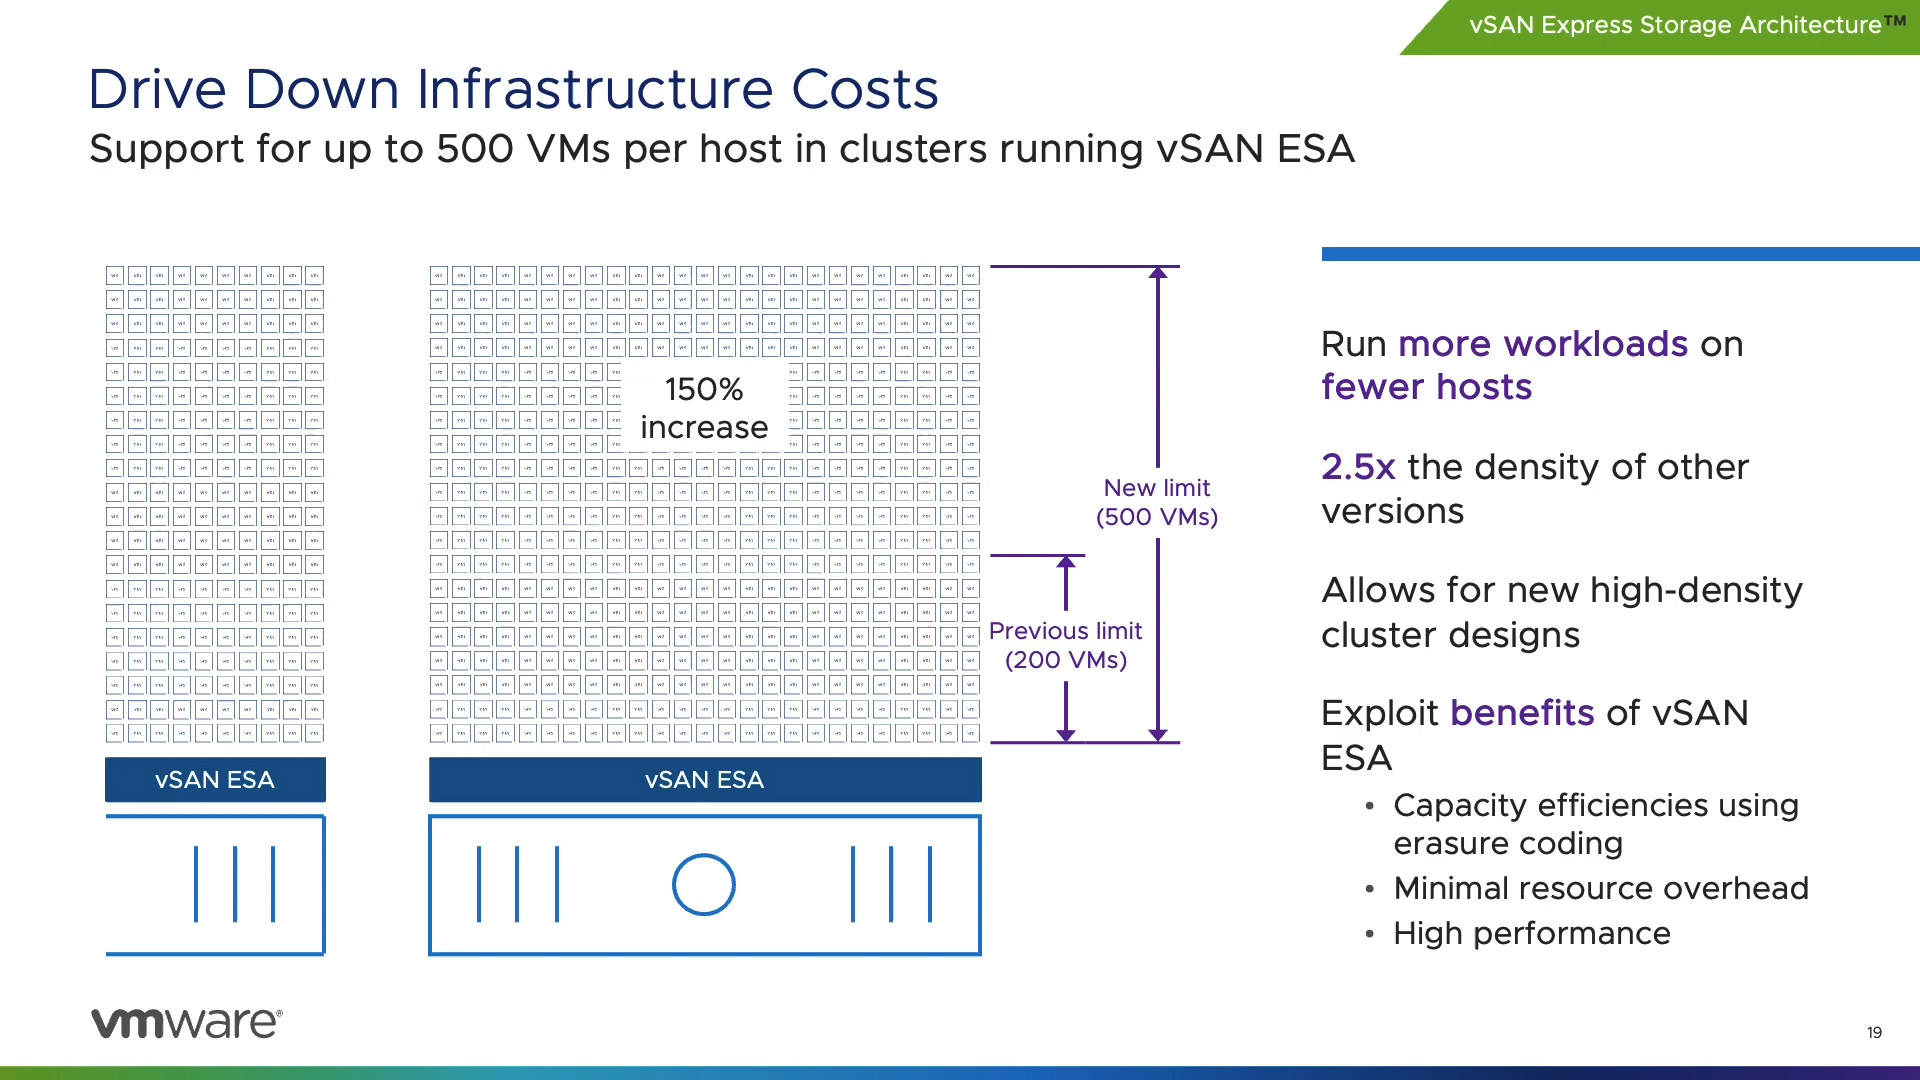 vSAN Express Storage Architecture™
Drive Down Infrastructure Costs
Support for up to 500 VMs per host in clusters running vSAN ESA
150%
increase
New limit
(500 VMs)
Previous limit
(200 VMs)
vSAN ESA
vSAN ESA
Run more workloads on
fewer hosts
2.5x the density of other
versions
Allows for new high-density
cluster designs
Exploit benefits of vSAN
ESA
• Capacity efficiencies using
erasure coding
• Minimal resource overhead
• High performance
vmware®
19